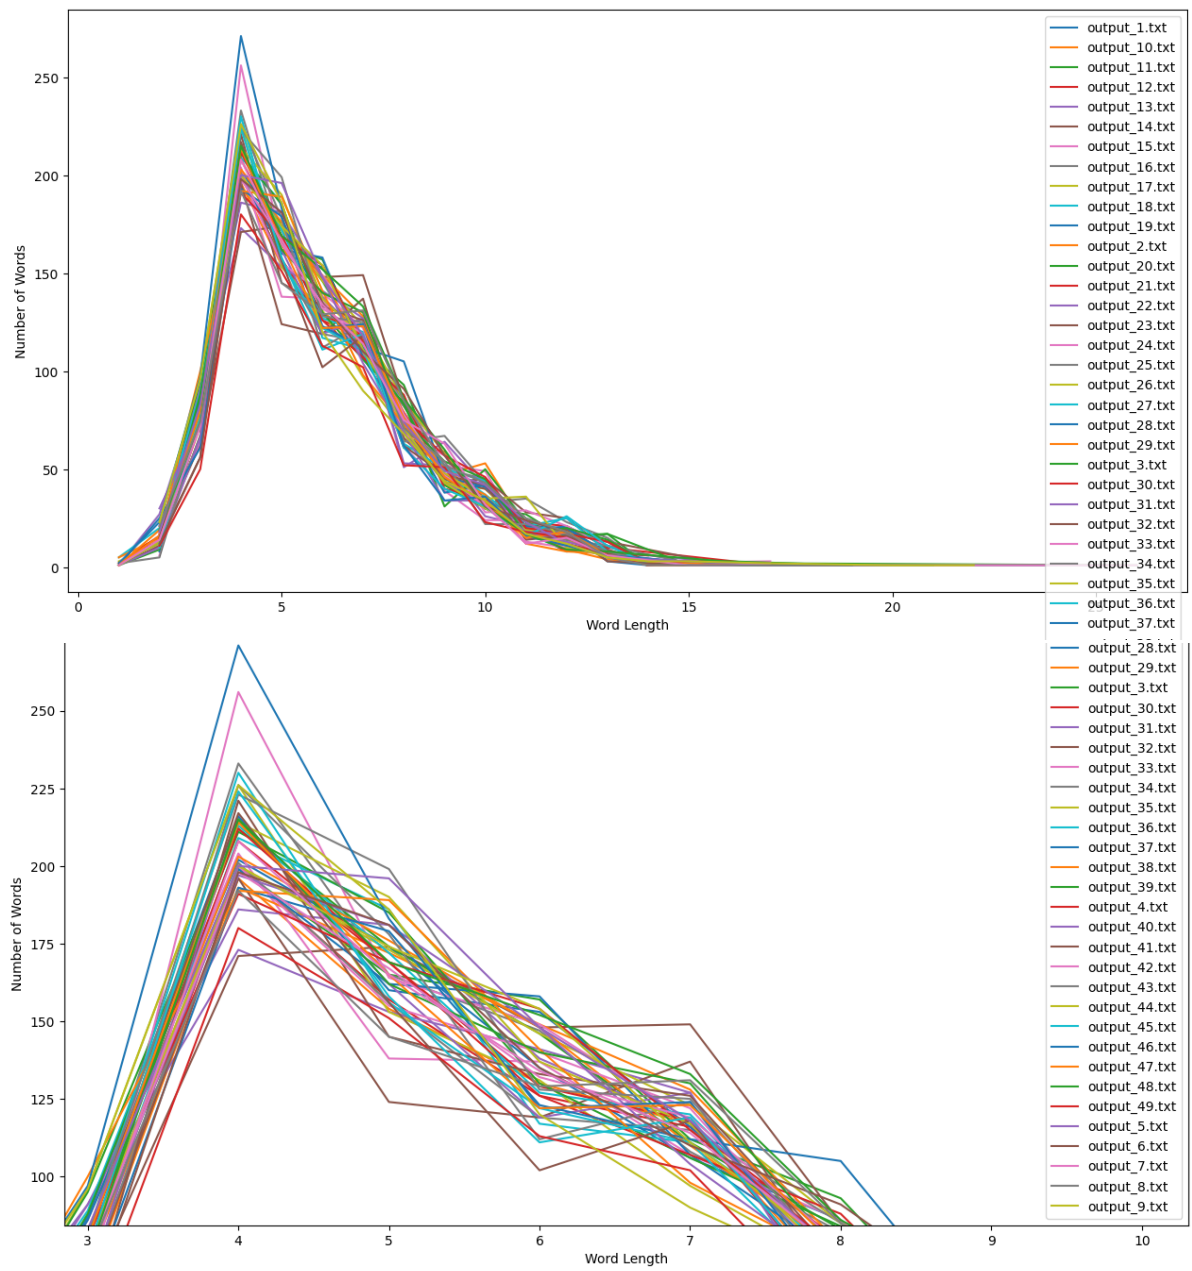 250
200
150
100
50
0
Number of Words
0
5
10
15
20
Word Length
output_1.txt
output_10.txt
output_11.txt
output_12.txt
output_13.txt
output_14.txt
output_15.txt
output_16.txt
output_17.txt
output_18.txt
output_19.txt
output_2.txt
output_20.txt
output_21.txt
output_22.txt
output_23.txt
output_24.txt
output_25.txt
output_26.txt
output_27.txt
output_28.txt
output_29.txt
output_3.txt
output_30.txt
output_31.txt
output_32.txt
output_33.txt
output_34.txt
output_35.txt
output_36.txt
output_37.txt
250
225
200
175
150
125
100
Number of Words
3
4
5
6
7
8
9
10
Word Length
output_28.txt
output_29.txt
output_3.txt
output_30.txt
output_31.txt
output_32.txt
output_33.txt
output_34.txt
output_35.txt
output_36.txt
output_37.txt
output_38.txt
output_39.txt
output_4.txt
output_40.txt
output_41.txt
output_42.txt
output_43.txt
output_44.txt
output_45.txt
output_46.txt
output_47.txt
output_48.txt
output_49.txt
output_5.txt
output_6.txt
output_7.txt
output_8.txt
output_9.txt